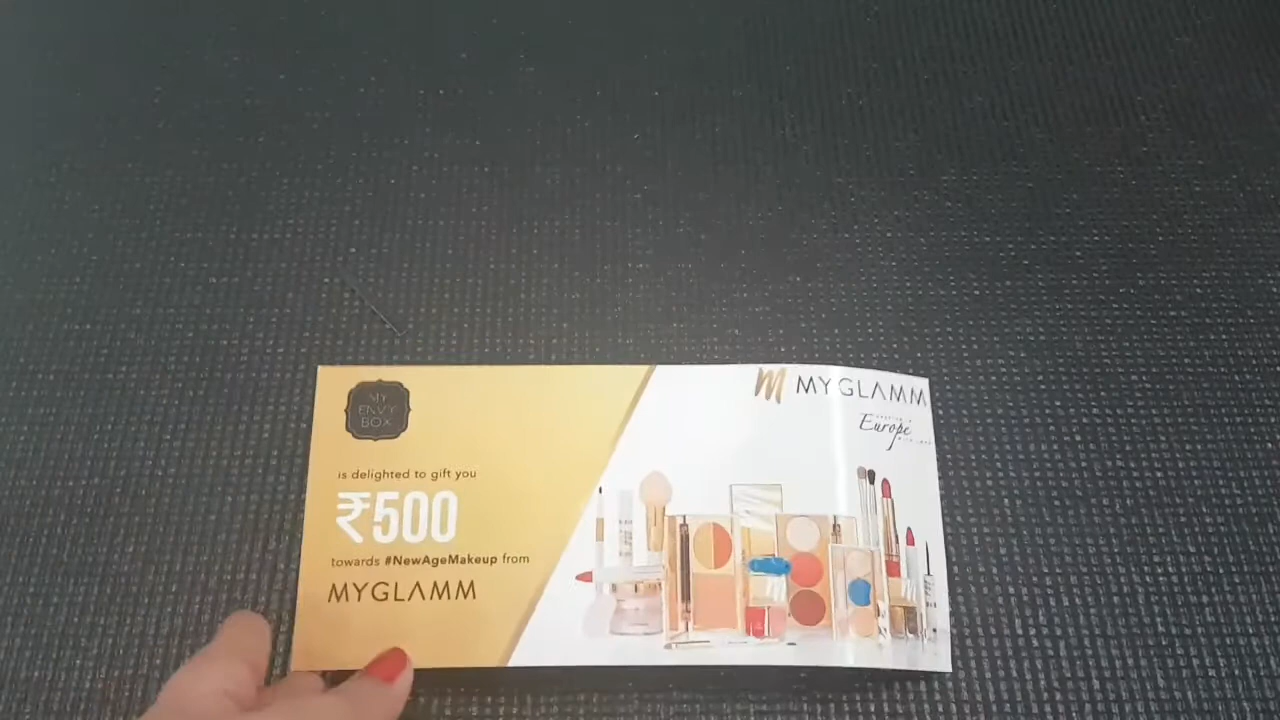 MY
ENVY
BOX
is delighted to gift you
₹500
towards #NewAgeMakeup from
MYGLAMM
M MYGLAMM
Europe